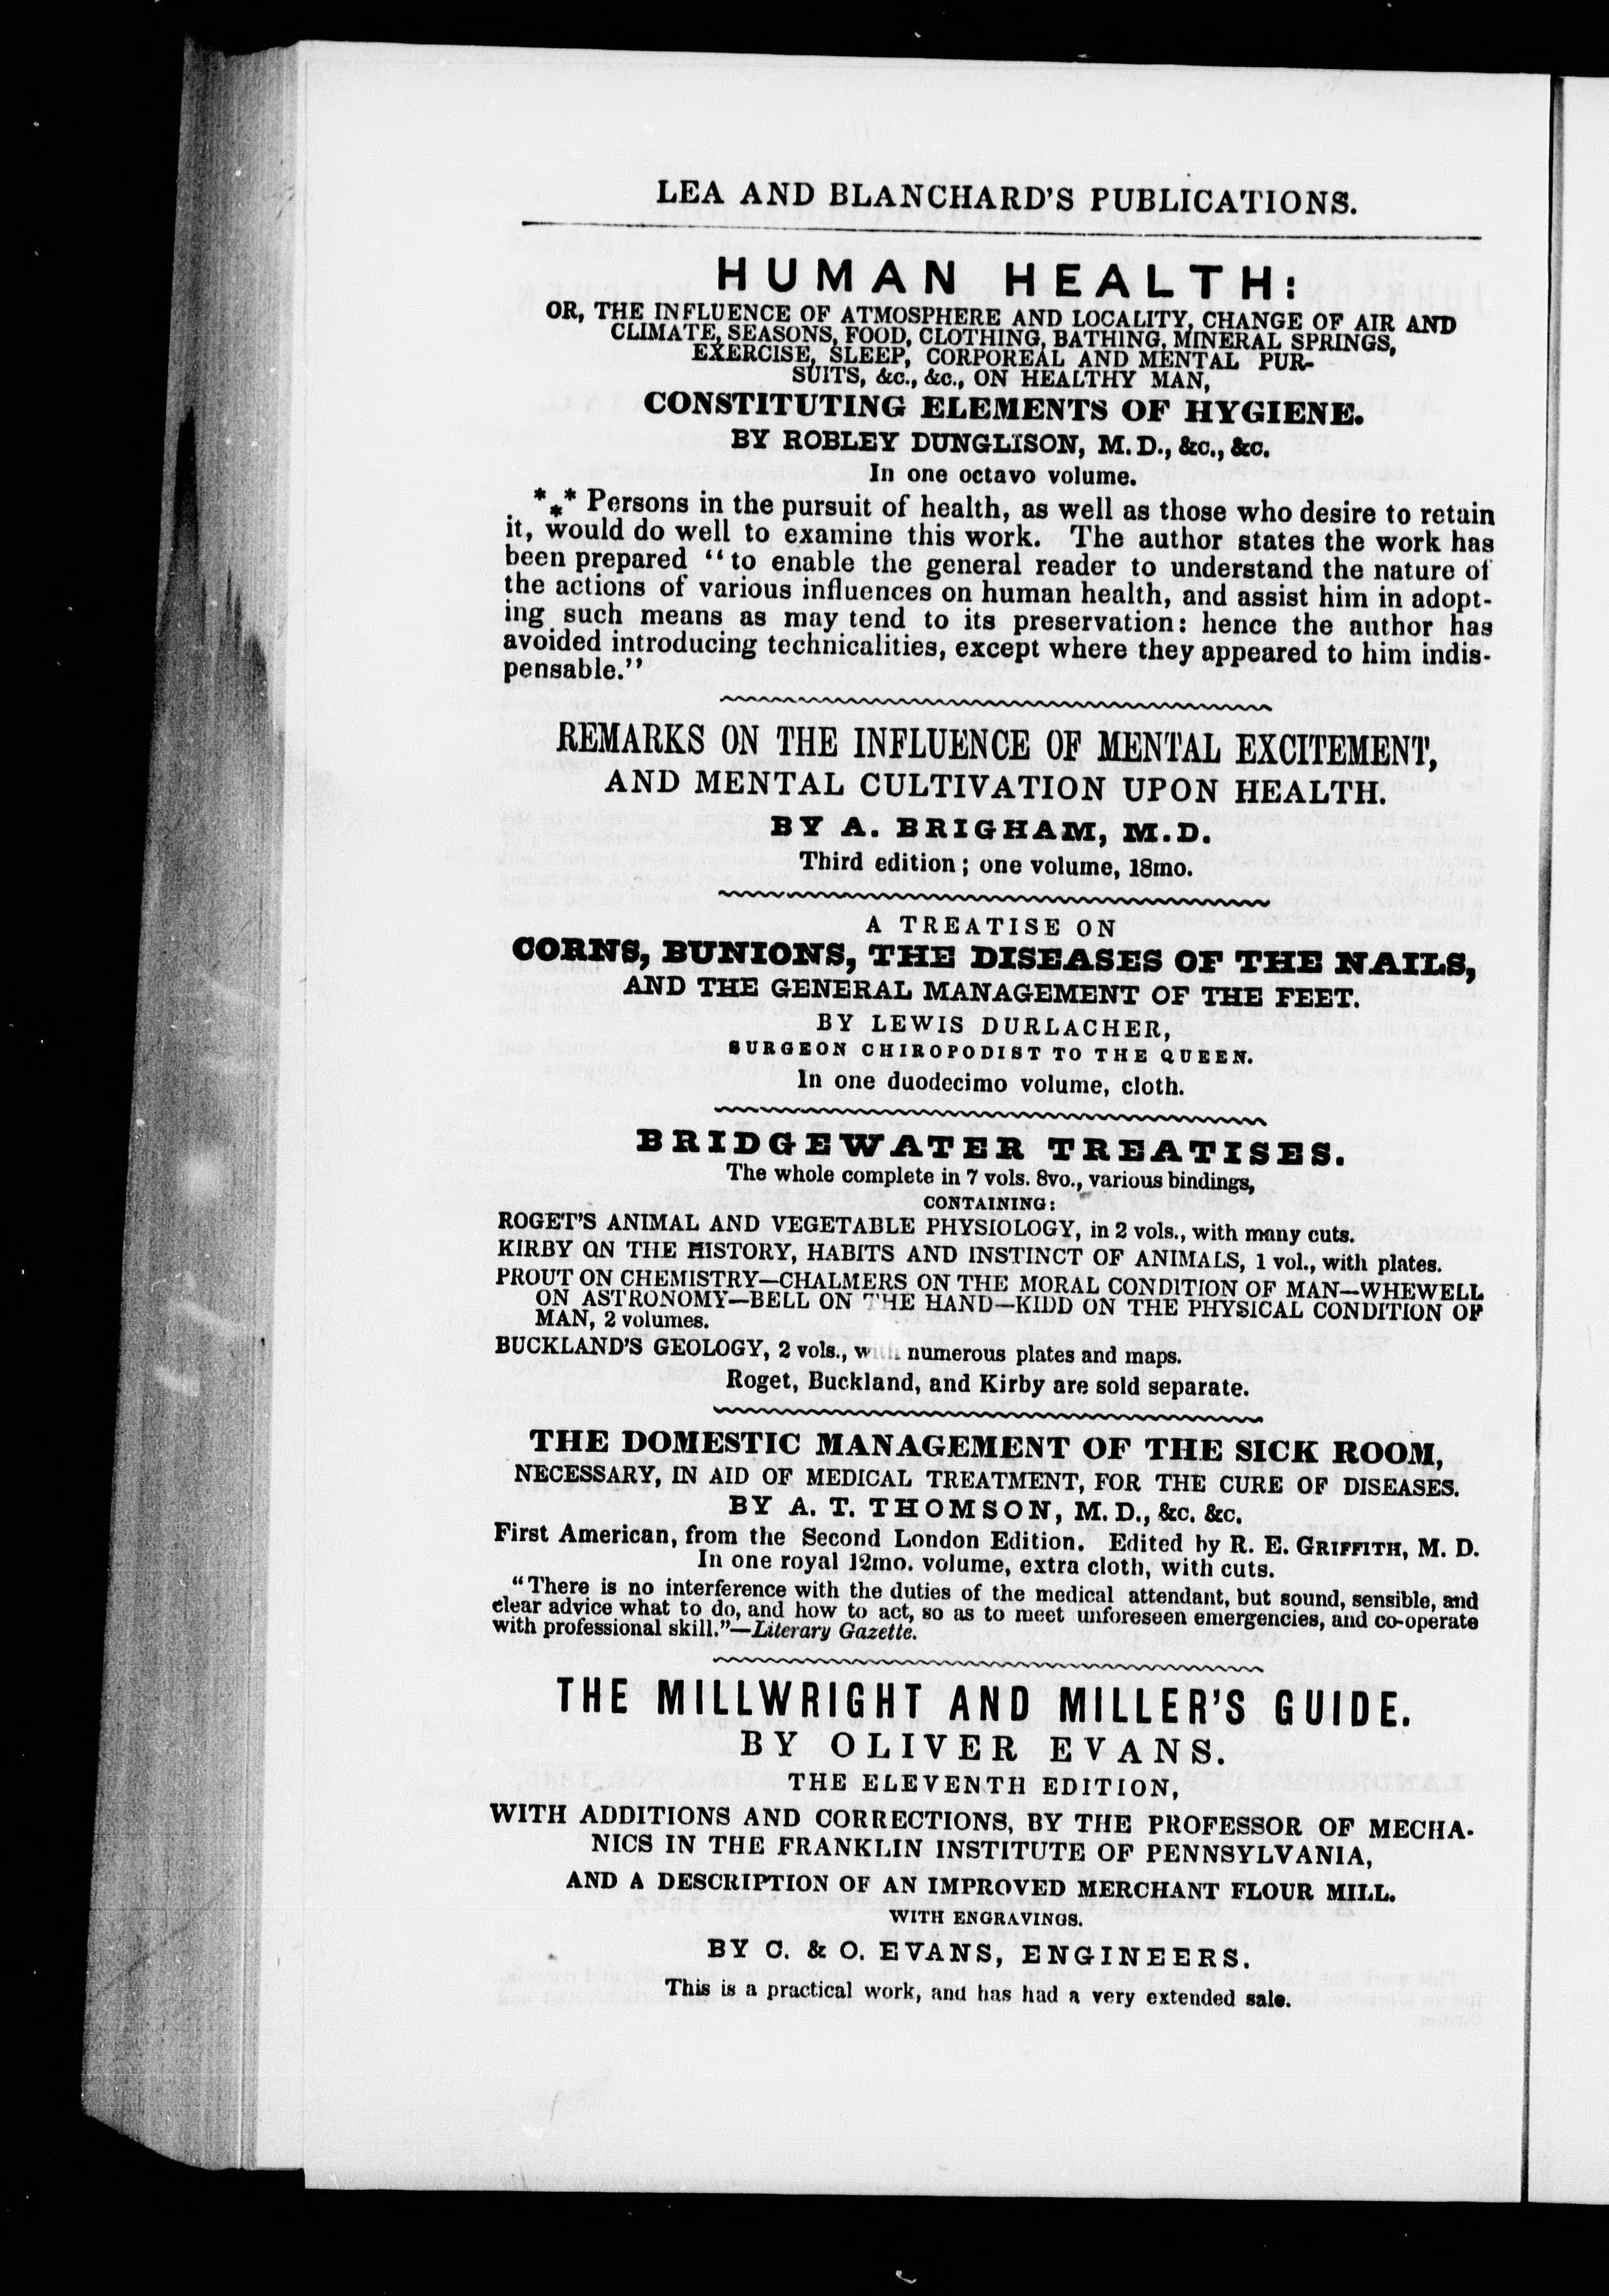 LEA AND BLANCHARD'S PUBLICATIONS.
HUMAN HEALTH:
OR, THE INFLUENCE OF ATMOSPHERE AND LOCALITY, CHANGE OF AIR AND
CLIMATE, SEASONS, FOOD, CLOTHING, BATHING, MINERAL SPRINGS,
EXERCISE, SLEEP, CORPOREAL AND MENTAL PUR-
SUITS, &c., &c., ON HEALTHY MAN,
CONSTITUTING ELEMENTS OF HYGIENE.
BY ROBLEY DUNGLISON, M.D., &c., &c.
In one octavo volume.
*** Persons in the pursuit of health, as well as those who desire to retain
it, would do well to examine this work. The author states the work has
been prepared "to enable the general reader to understand the nature of
the actions of various influences on human health, and assist him in adopt-
ing such means as may tend to its preservation: hence the author has
avoided introducing technicalities, except where they appeared to him indis-
pensable."
REMARKS ON THE INFLUENCE OF MENTAL EXCITEMENT,
AND MENTAL CULTIVATION UPON HEALTH.
BY A. BRIGHAM, M.D.
Third edition; one volume, 18mo.
A TREATISE ON
CORNS, BUNIONS, THE DISEASES OF THE NAILS,
AND THE GENERAL MANAGEMENT OF THE FEET.
BY LEWIS DURLACHER,
SURGEON CHIROPODIST TO THE QUEEN.
In one duodecimo volume, cloth.
BRIDGEWATER TREATISES.
The whole complete in 7 vols. 8vo., various bindings,
CONTAINING:
ROGET'S ANIMAL AND VEGETABLE PHYSIOLOGY, in 2 vols., with many cuts.
KIRBY ON THE HISTORY, HABITS AND INSTINCT OF ANIMALS, 1 vol., with plates.
PROUT ON CHEMISTRY—CHALMERS ON THE MORAL CONDITION OF MAN—WHEWELL
ON ASTRONOMY—BELL ON THE HAND—KIDD ON THE PHYSICAL CONDITION OF
MAN, 2 volumes.
BUCKLAND'S GEOLOGY, 2 vols., with numerous plates and maps.
Roget, Buckland, and Kirby are sold separate.
THE DOMESTIC MANAGEMENT OF THE SICK ROOM,
NECESSARY, IN AID OF MEDICAL TREATMENT, FOR THE CURE OF DISEASES.
BY A. T. THOMSON, M.D., &c. &c.
First American, from the Second London Edition. Edited by R. E. GRIFFITH, M. D.
In one royal 12mo. volume, extra cloth, with cuts.
"There is no interference with the duties of the medical attendant, but sound, sensible, and
clear advice what to do, and how to act, so as to meet unforeseen emergencies, and co-operate
with professional skill."—Literary Gazette.
THE MILLWRIGHT AND MILLER'S GUIDE.
BY OLIVER EVANS.
THE ELEVENTH EDITION,
WITH ADDITIONS AND CORRECTIONS, BY THE PROFESSOR OF MECHA-
NICS IN THE FRANKLIN INSTITUTE OF PENNSYLVANIA,
AND A DESCRIPTION OF AN IMPROVED MERCHANT FLOUR MILL.
WITH ENGRAVINGS.
BY C. & O. EVANS, ENGINEERS.
This is a practical work, and has had a very extended sale.